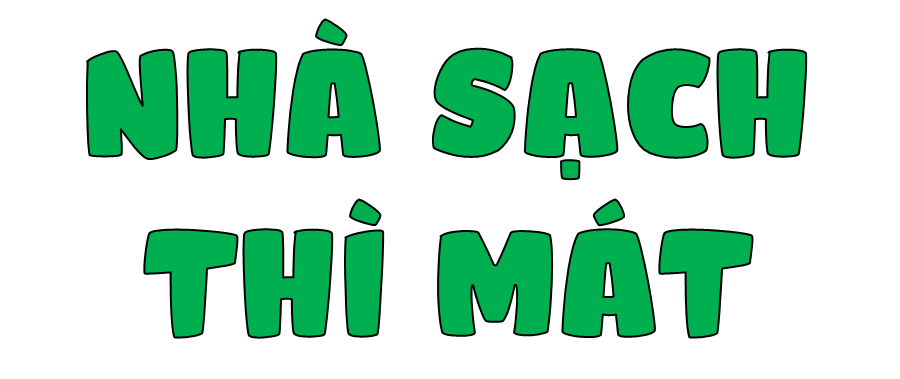 NHÀ SẠCH
THÌ MÁT